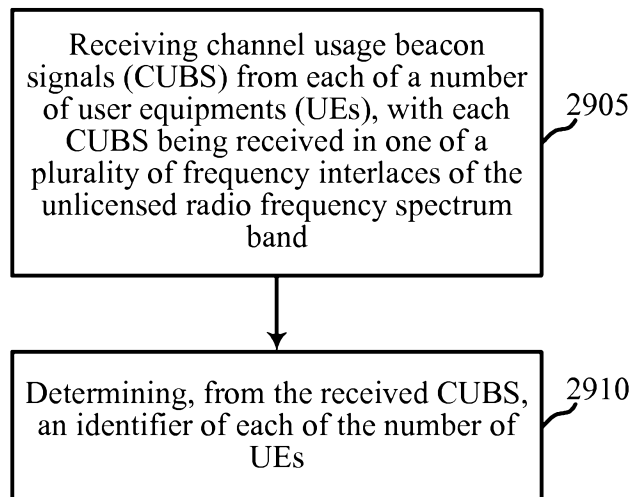 Receiving channel usage beacon
signals (CUBS) from each of a number
of user equipments (UEs), with each
CUBS being received in one of a
plurality of frequency interlaces of the
unlicensed radio frequency spectrum
band
2905
Determining, from the received CUBS,
an identifier of each of the number of
UEs
2910